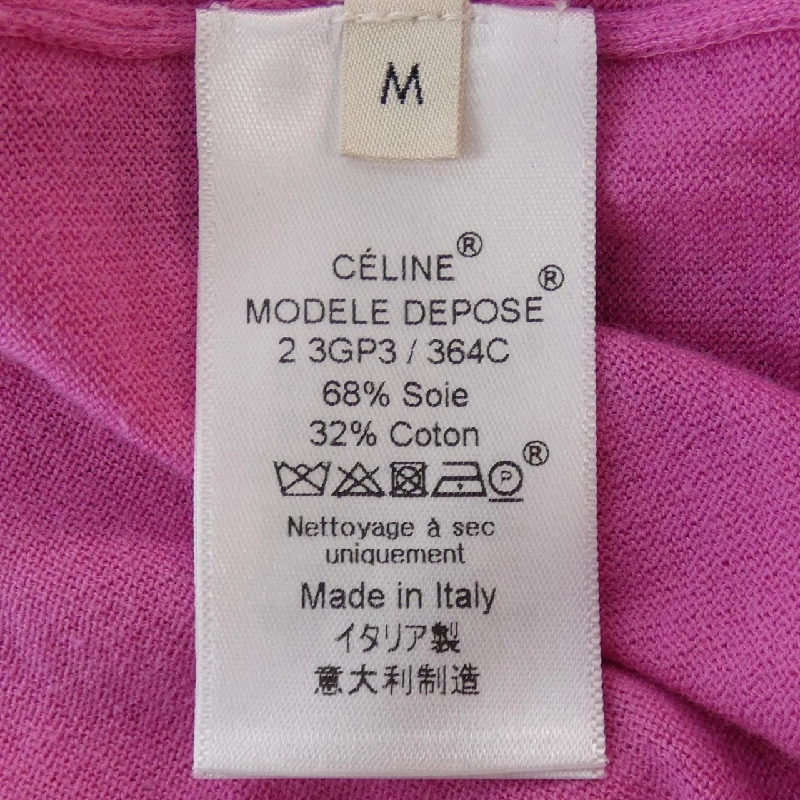 M
CÉLINE®
MODELE DEPOSE®
2 3GP3 / 364C
68% Soie
32% Coton
P ®
Nettoyage à sec
uniquement
Made in Italy
イタリア製
意大利制造